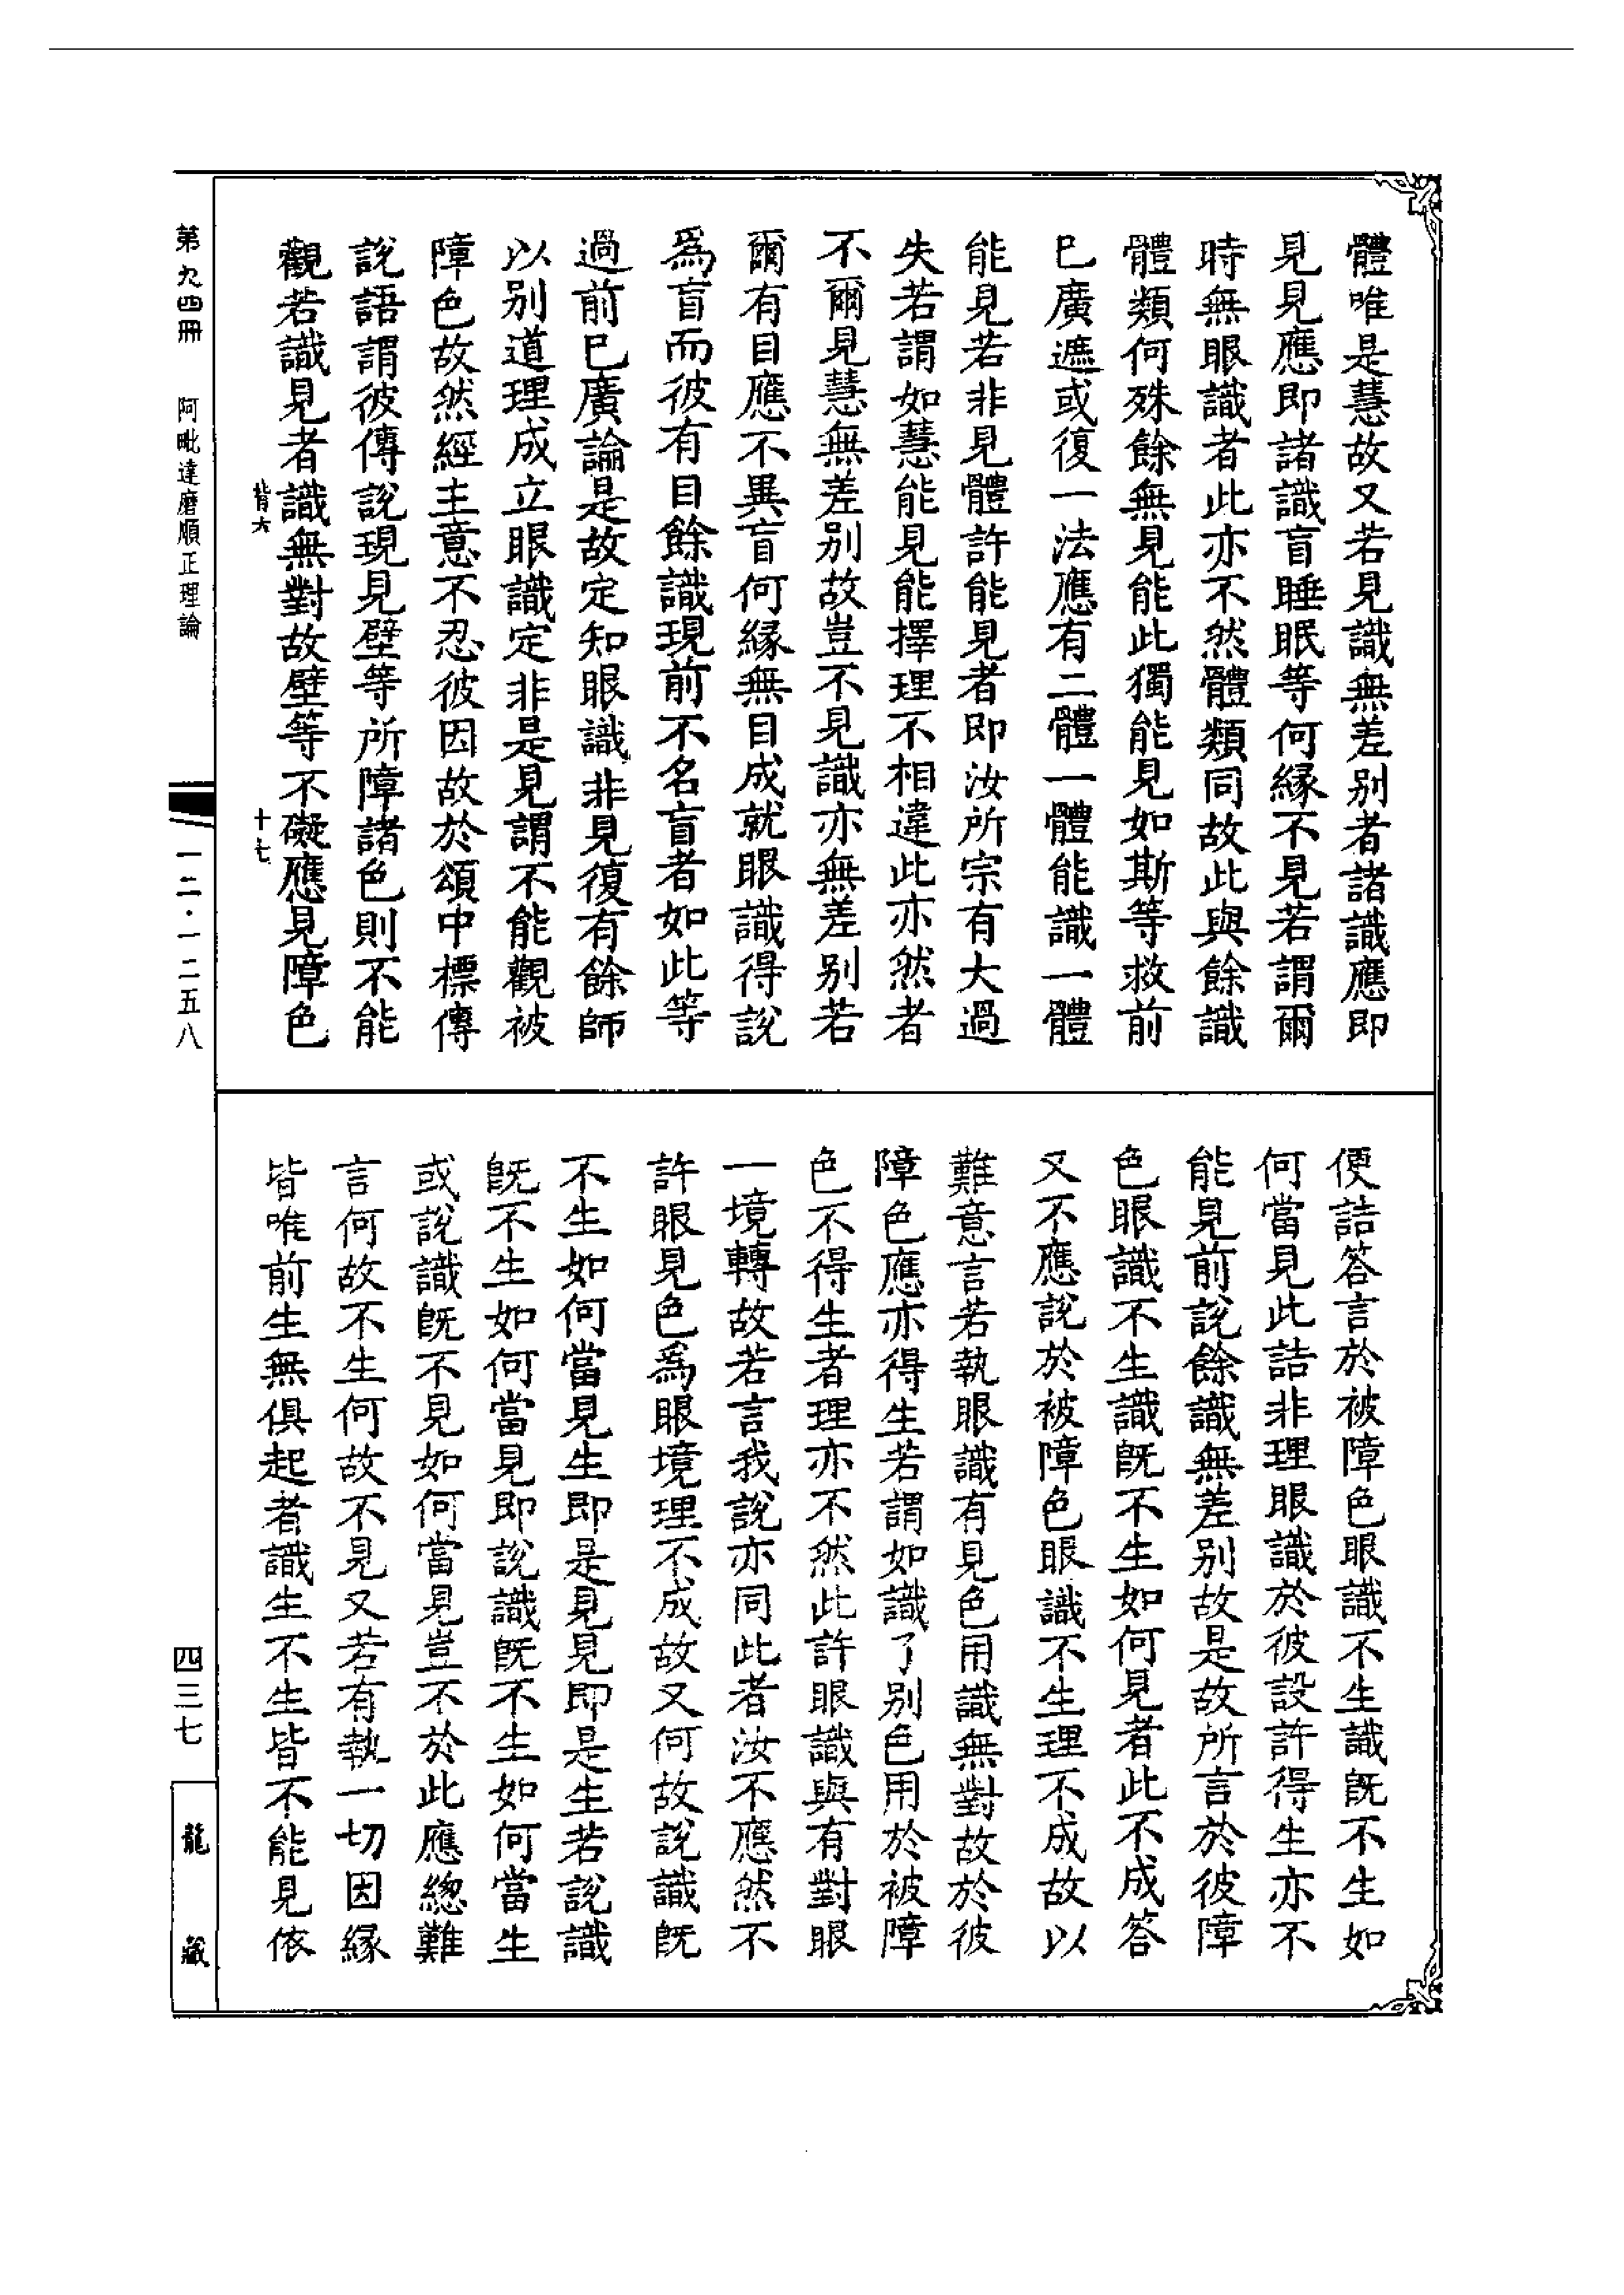 體唯是慧故又若見識無差别者諸識應即
見見應即諸識盲睡眠等何緣不見若謂爾
時無眼識者此亦不然體類同故此與餘識
體類何殊餘無見能此獨能見如斯等救前
已廣遮或復一法應有二體一體能識一體
能見若非見體許能見者即汝所宗有大過
失若謂如慧能見能擇理不相違此亦然者
不爾見慧無差别故豈不見識亦無差别若
爾有目應不異盲何緣無目成就眼識得説
爲盲而彼有目餘識現前不名盲者如此等
過前已廣論是故定知眼識非見復有餘師
以别道理成立眼識定非是見謂不能觀被
障色故然經主意不忍彼因故於頌中標傳
説語謂彼傳説現見壁等所障諸色則不能
觀若識見者識無對故壁等不礙應見障色
背六
十七
便詰答言於被障色眼識不生識既不生如
何當見此詰非理眼識於彼設許得生亦不
能見前説餘識無差别故是故所言於彼障
色眼識不生識既不生如何見者此不成答
又不應説於被障色眼識不生理不成故以
難意言若執眼識有見色用識無對故於彼
障色應亦得生若謂如識了别色用於被障
色不得生者理亦不然此許眼識與有對眼
一境轉故若言我説亦同此者汝不應然不
許眼見色爲眼境理不成故又何故説識既
不生如何當見生即是見見即是生若説識
既不生如何當見即説識既不生如何當生
或説識既不見如何當見豈不於此應總難
言何故不生何故不見又若有執一切因緣
皆唯前生無俱起者識生不生皆不能見依
第九四冊
阿毗達磨順正理論
一二·一二五八
四三七
龍藏